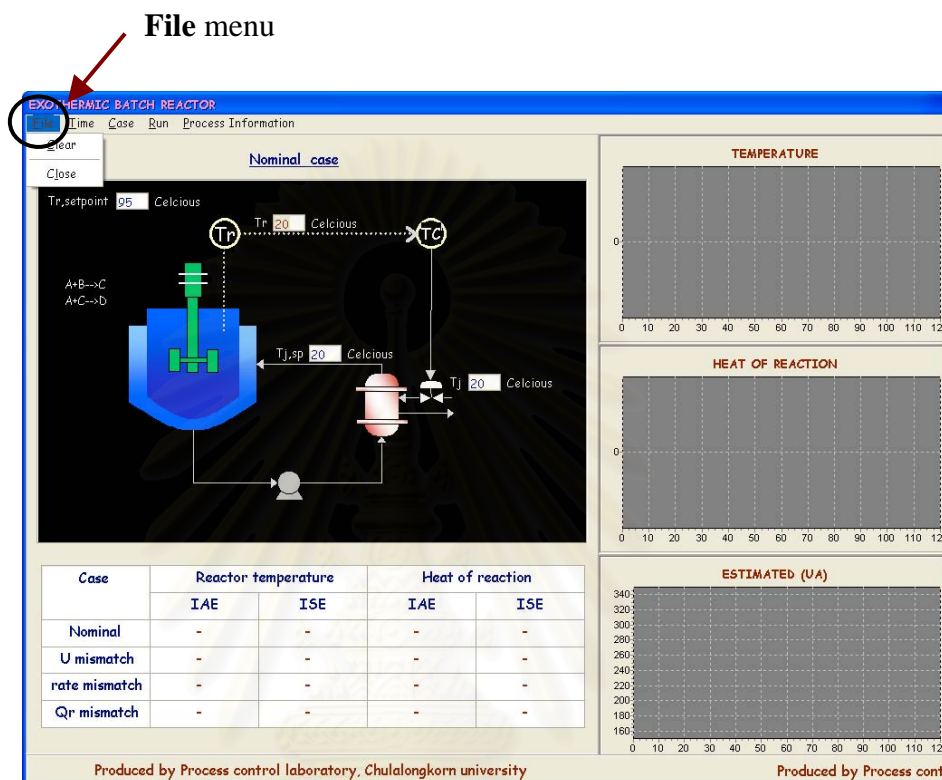 File menu
EXOTHERMIC BATCH REACTOR
File Time Case Run Process Information
Clear
Close
Nominal case
Tr,setpoint 95 Celcious
Tr 20 Celcious
Tr
TC
A+B-->C
A+C-->D
Tj,sp 20 Celcious
Tj 20 Celcious
Case Reactor temperature Heat of reaction
IAE ISE IAE ISE
Nominal - - - -
U mismatch - - - -
rate mismatch - - - -
Qr mismatch - - - -
TEMPERATURE
0
0 10 20 30 40 50 60 70 80 90 100 110 12
HEAT OF REACTION
0
0 10 20 30 40 50 60 70 80 90 100 110 12
ESTIMATED (UA)
340
320
300
280
260
240
220
200
180
160
0 10 20 30 40 50 60 70 80 90 100 110 12
Produced by Process control laboratory, Chulalongkorn university
Produced by Process cont